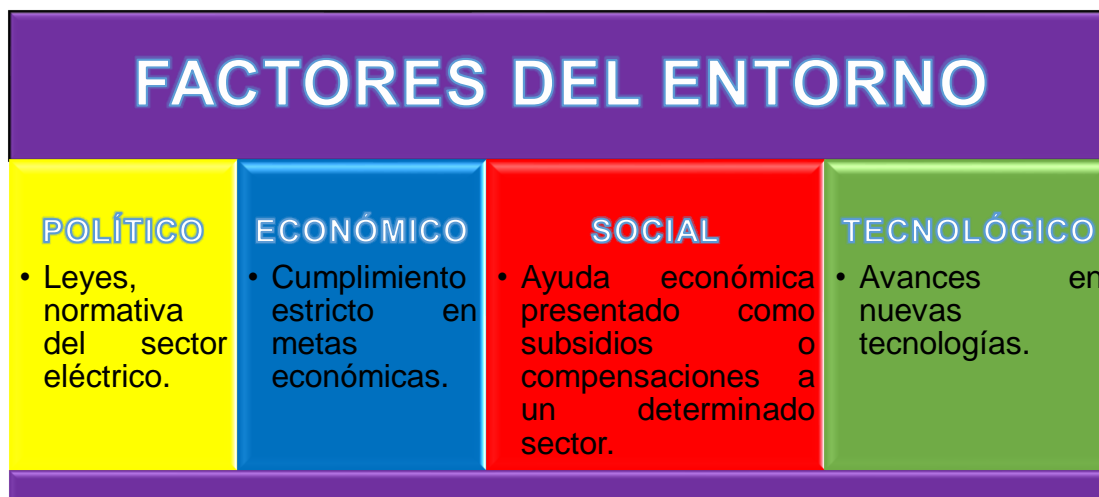 FACTORES DEL ENTORNO
POLÍTICO
• Leyes,
normativa
del sector
eléctrico.
ECONÓMICO
• Cumplimiento
estricto en
metas
económicas.
SOCIAL
• Ayuda económica
presentado como
subsidios o
compensaciones a
un determinado
sector.
TECNOLÓGICO
• Avances en
nuevas
tecnologías.